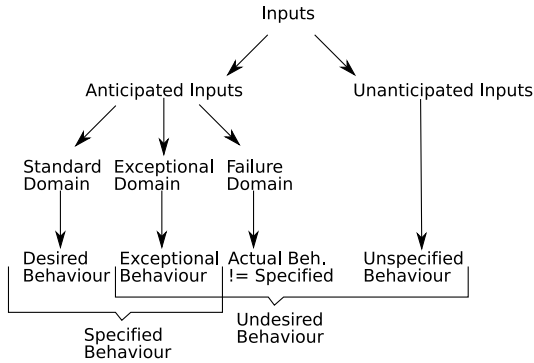 Inputs
Anticipated Inputs
Unanticipated Inputs
Standard
Domain
Exceptional
Domain
Failure
Domain
Desired
Behaviour
Exceptional
Behaviour
Actual Beh.
!= Specified
Unspecified
Behaviour
Specified
Behaviour
Undesired
Behaviour